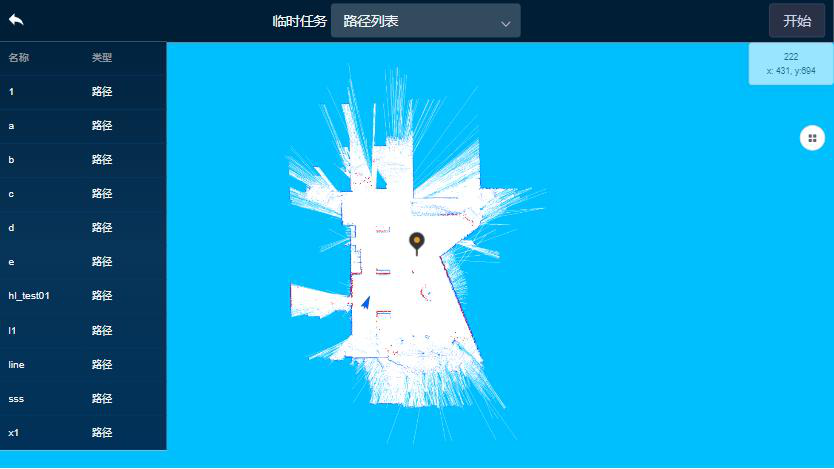 临时任务 路径列表 开始
222
x: 431, y:694
名称 类型
1 路径
a 路径
b 路径
c 路径
d 路径
e 路径
hl_test01 路径
l1 路径
line 路径
sss 路径
x1 路径